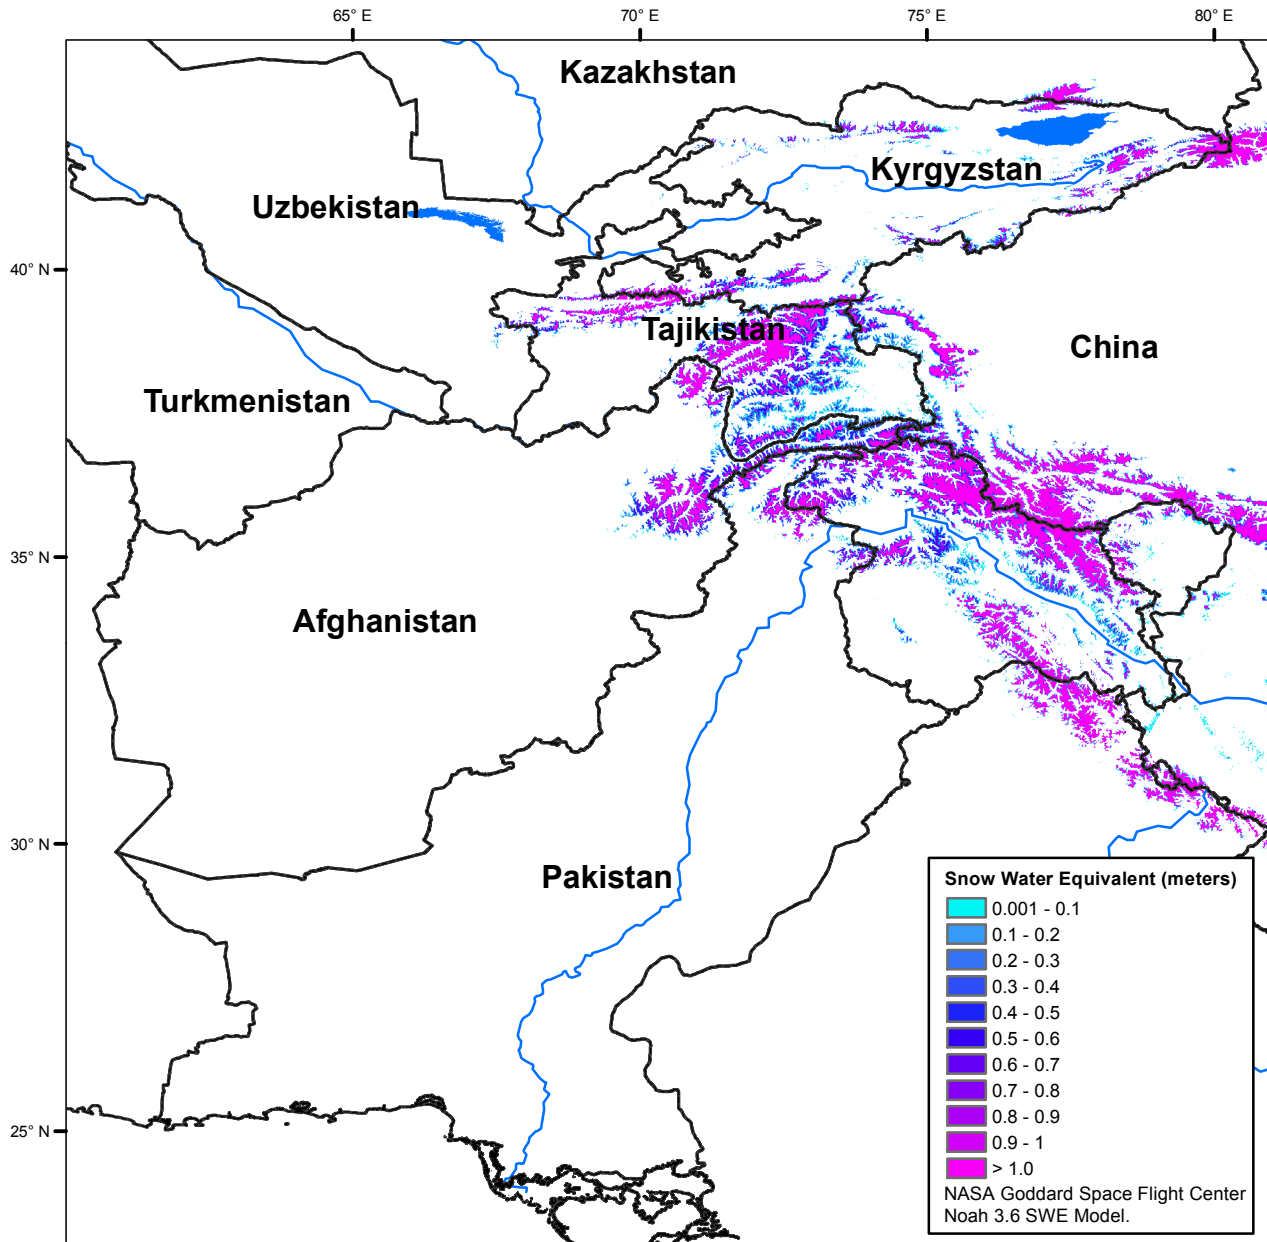 65° E
70° E
75° E
80° E
Kazakhstan
Kyrgyzstan
Uzbekistan
40° N
Tajikistan
China
Turkmenistan
35° N
Afghanistan
30° N
Pakistan
25° N
Snow Water Equivalent (meters)
0.001 - 0.1
0.1 - 0.2
0.2 - 0.3
0.3 - 0.4
0.4 - 0.5
0.5 - 0.6
0.6 - 0.7
0.7 - 0.8
0.8 - 0.9
0.9 - 1
> 1.0
NASA Goddard Space Flight Center
Noah 3.6 SWE Model.